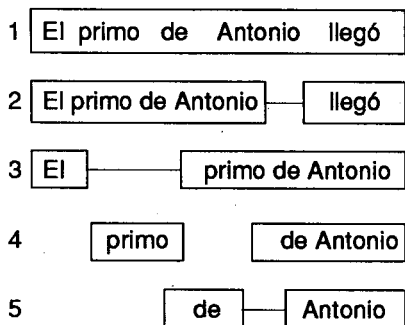 1 El primo de Antonio llegó
2 El primo de Antonio llegó
3 El primo de Antonio
4 primo de Antonio
5 de Antonio